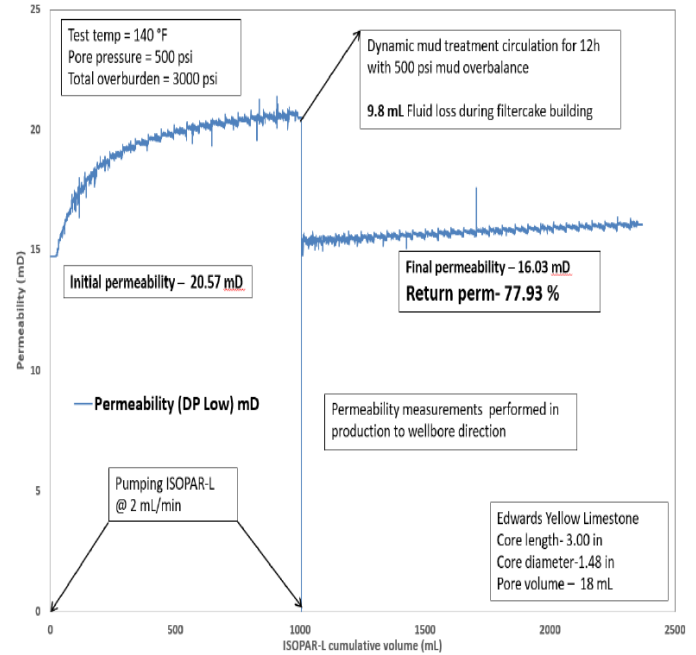 25
20
15
10
5
0
Permeability (mD)
Test temp = 140 °F
Pore pressure = 500 psi
Total overburden = 3000 psi
Dynamic mud treatment circulation for 12h
with 500 psi mud overbalance
9.8 mL Fluid loss during filtercake building
Initial permeability – 20.57 mD
Final permeability – 16.03 mD
Return perm- 77.93 %
Permeability (DP Low) mD
Permeability measurements performed in
production to wellbore direction
Pumping ISOPAR-L
@ 2 mL/min
Edwards Yellow Limestone
Core length- 3.00 in
Core diameter-1.48 in
Pore volume – 18 mL
0 500 1000 1500 2000 2500
ISOPAR-L cumulative volume (mL)